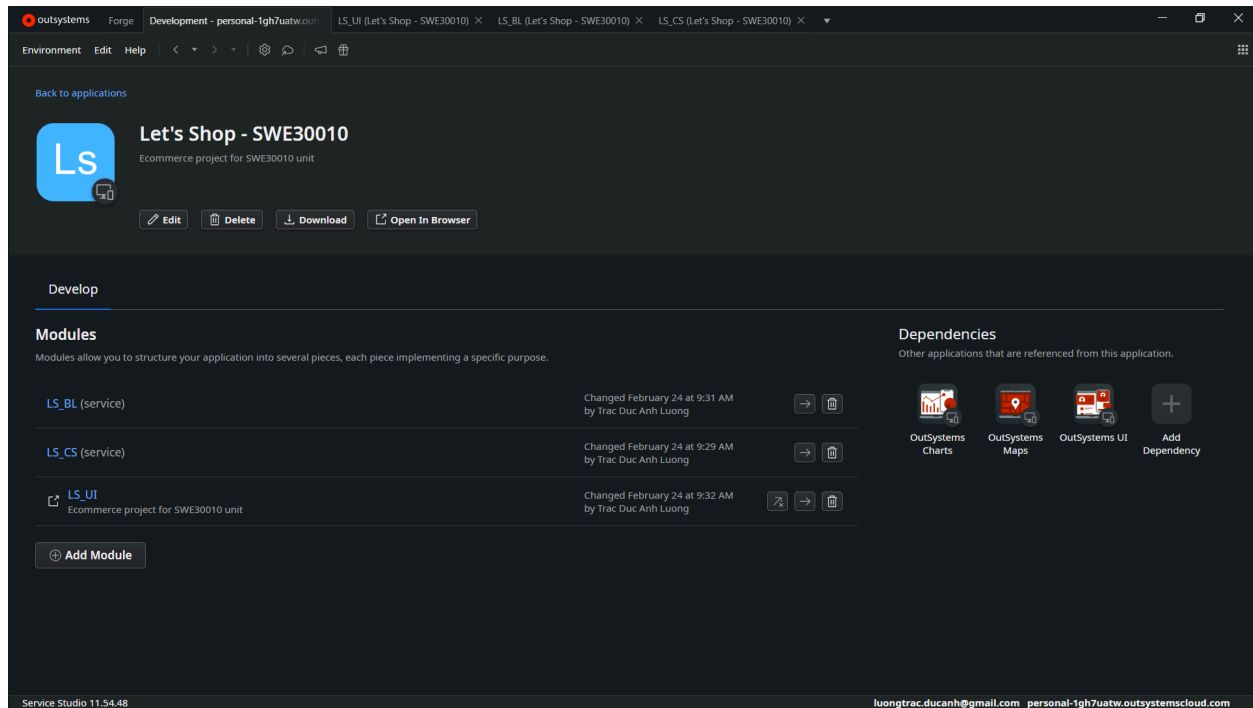 outsystems Forge Development - personal-1gh7uatw.out LS_UI (Let's Shop - SWE30010) LS_BL (Let's Shop - SWE30010) LS_CS (Let's Shop - SWE30010)
Environment Edit Help
Back to applications
Ls
Let's Shop - SWE30010
Ecommerce project for SWE30010 unit
Edit Delete Download Open In Browser
Develop
Modules
Modules allow you to structure your application into several pieces, each piece implementing a specific purpose.
LS_BL (service)
Changed February 24 at 9:31 AM
by Trac Duc Anh Luong
LS_CS (service)
Changed February 24 at 9:29 AM
by Trac Duc Anh Luong
LS_UI
Ecommerce project for SWE30010 unit
Changed February 24 at 9:32 AM
by Trac Duc Anh Luong
Add Module
Dependencies
Other applications that are referenced from this application.
OutSystems
Charts
OutSystems
Maps
OutSystems UI
Add
Dependency
Service Studio 11.54.48
luongtrac.ducanh@gmail.com personal-1gh7uatw.outsystemscloud.com